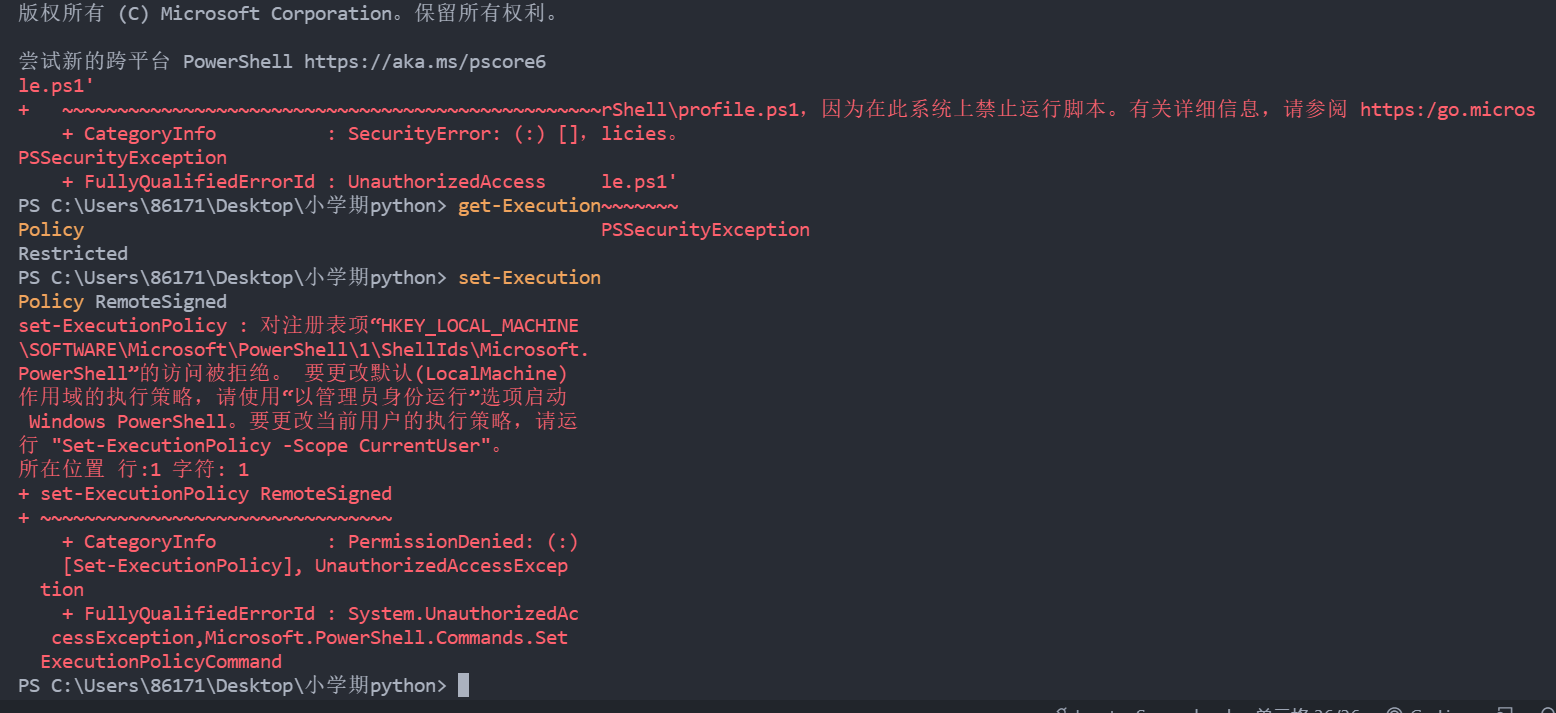 版权所有 (C) Microsoft Corporation。保留所有权利。
尝试新的跨平台 PowerShell https://aka.ms/pscore6
le.ps1'
+   ~~~~~~~~~~~~~~~~~~~~~~~~~~~~~~~~~~~~~~~~~~~~~~~~~rShell\profile.ps1，因为在此系统上禁止运行脚本。有关详细信息，请参阅 https:/go.micros
    + CategoryInfo          : SecurityError: (:) []，licies。
PSSecurityException
    + FullyQualifiedErrorId : UnauthorizedAccess     le.ps1'
PS C:\Users\86171\Desktop\小学期python> get-Execution~~~~~~~
Policy                                               PSSecurityException
Restricted
PS C:\Users\86171\Desktop\小学期python> set-Execution
Policy RemoteSigned
set-ExecutionPolicy : 对注册表项“HKEY_LOCAL_MACHINE
\SOFTWARE\Microsoft\PowerShell\1\ShellIds\Microsoft.
PowerShell”的访问被拒绝。 要更改默认(LocalMachine)
作用域的执行策略，请使用“以管理员身份运行”选项启动
 Windows PowerShell。要更改当前用户的执行策略，请运
行 "Set-ExecutionPolicy -Scope CurrentUser"。
所在位置 行:1 字符: 1
+ set-ExecutionPolicy RemoteSigned
+ ~~~~~~~~~~~~~~~~~~~~~~~~~~~~~~~~
    + CategoryInfo          : PermissionDenied: (:)
    [Set-ExecutionPolicy], UnauthorizedAccessExcep
  tion
    + FullyQualifiedErrorId : System.UnauthorizedAc
   cessException,Microsoft.PowerShell.Commands.Set
  ExecutionPolicyCommand
PS C:\Users\86171\Desktop\小学期python>